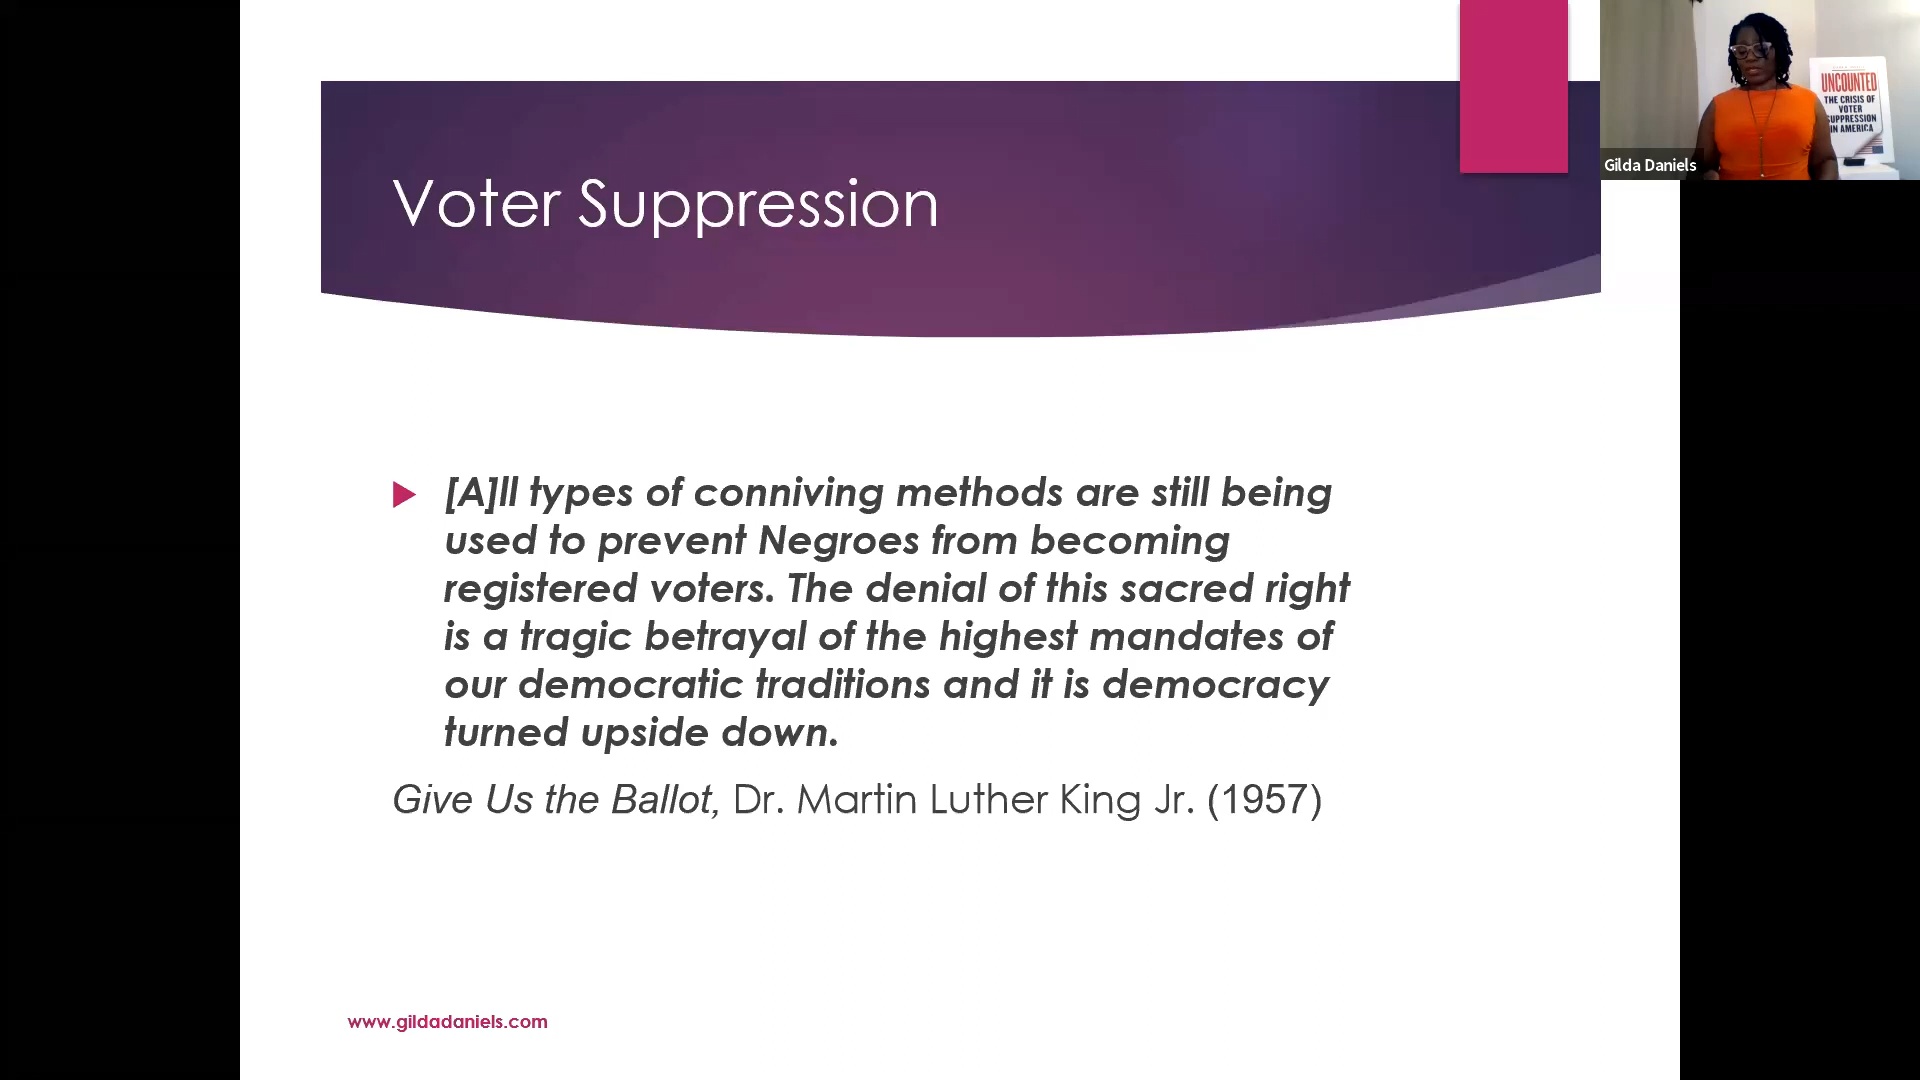 Voter Suppression
[A]ll types of conniving methods are still being
used to prevent Negroes from becoming
registered voters. The denial of this sacred right
is a tragic betrayal of the highest mandates of
our democratic traditions and it is democracy
turned upside down.
Give Us the Ballot, Dr. Martin Luther King Jr. (1957)
www.gildadaniels.com
UNCOUNTED
THE CRISIS OF
VOTER
SUPPRESSION
IN AMERICA
Gilda Daniels